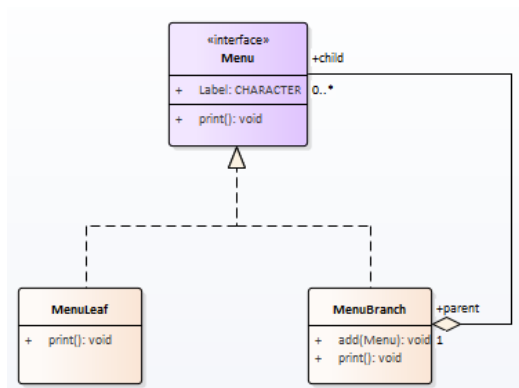 «interface»
Menu
+ Label: CHARACTER
+ print(): void
+child
0..*
MenuLeaf
+ print(): void
MenuBranch
+ add(Menu): void
+ print(): void
+parent
1